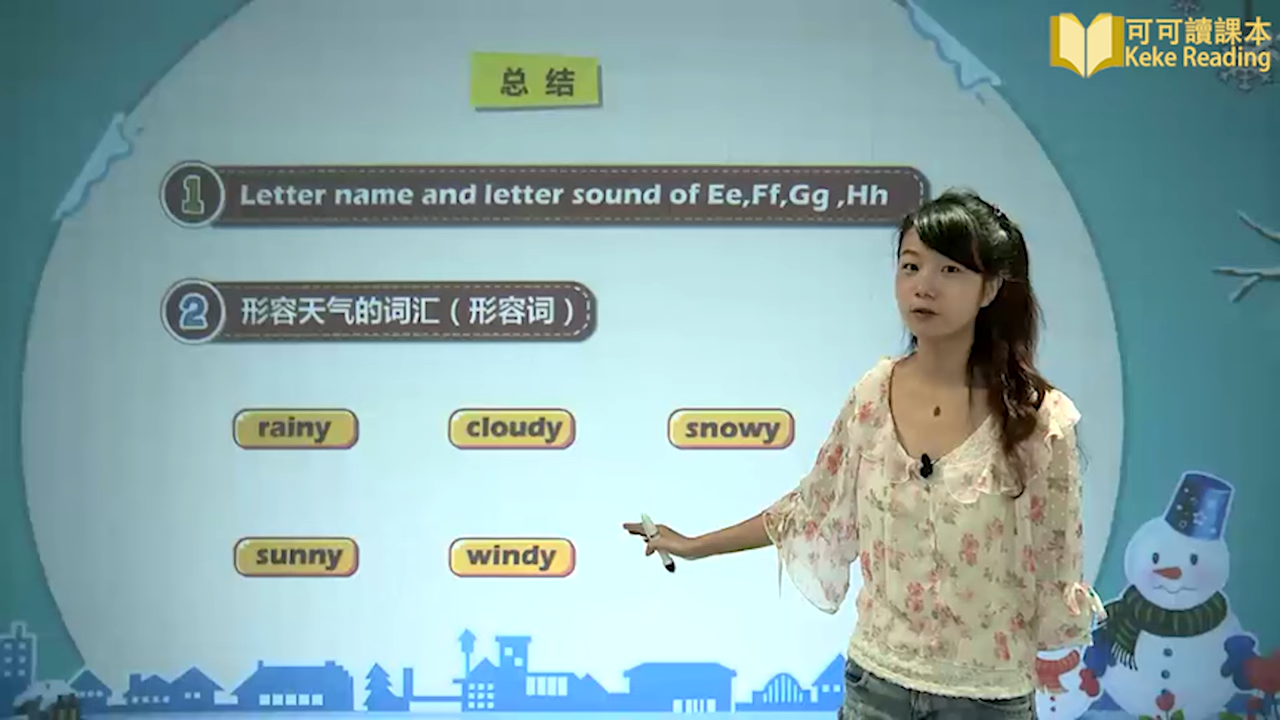 可可讀課本
Keke Reading
总 结
1 Letter name and letter sound of Ee,Ff,Gg ,Hh
2 形容天气的词汇（形容词）
rainy cloudy snowy
sunny windy